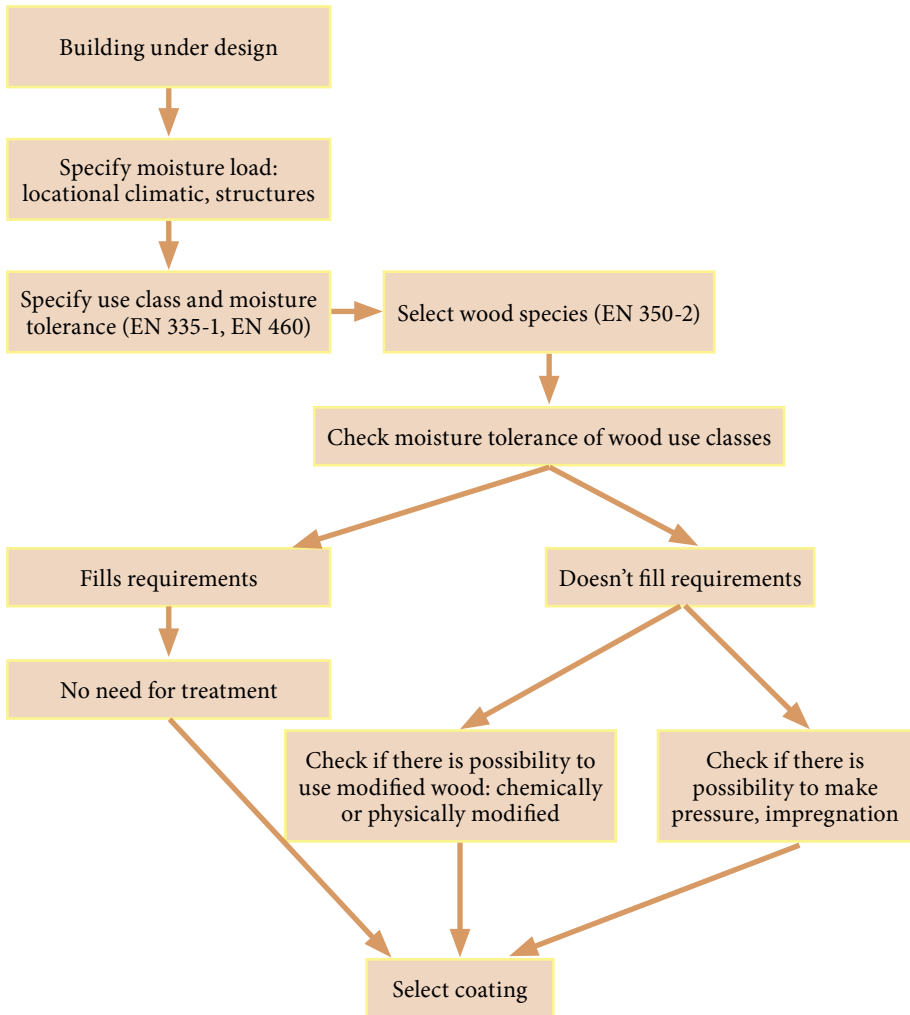 Building under design
Specify moisture load:
locational climatic, structures
Specify use class and moisture
tolerance (EN 335-1, EN 460)
Select wood species (EN 350-2)
Check moisture tolerance of wood use classes
Fills requirements
Doesn't fill requirements
No need for treatment
Check if there is possibility to
use modified wood: chemically
or physically modified
Check if there is
possibility to make
pressure, impregnation
Select coating